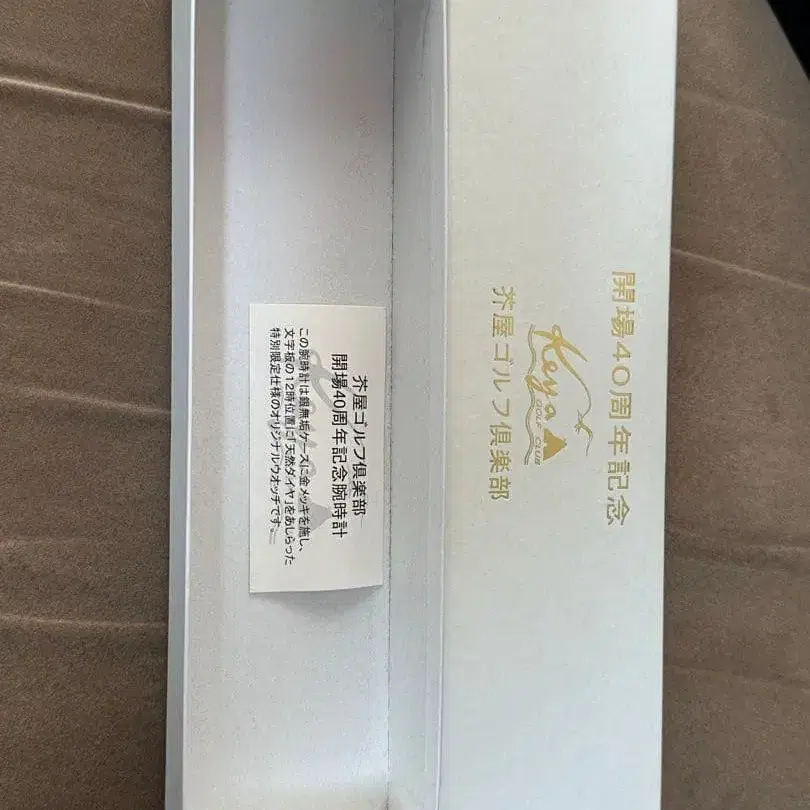 開場40周年記念
Keya
GOLF CLUB
芥屋ゴルフ倶楽部
芥屋ゴルフ倶楽部
開場40周年記念腕時計
この腕時計は銀無垢ケースに金メッキを施し、
文字板の12時位置に「天然ダイヤ」をあしらった
特別限定仕様のオリジナルウオッチです。